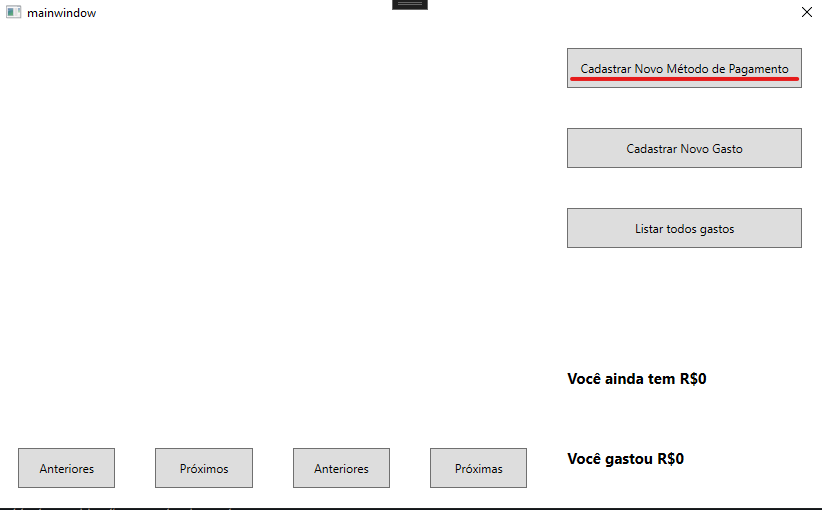 mainwindow
Cadastrar Novo Método de Pagamento
Cadastrar Novo Gasto
Listar todos gastos
Você ainda tem R$0
Você gastou R$0
Anteriores
Próximos
Anteriores
Próximas